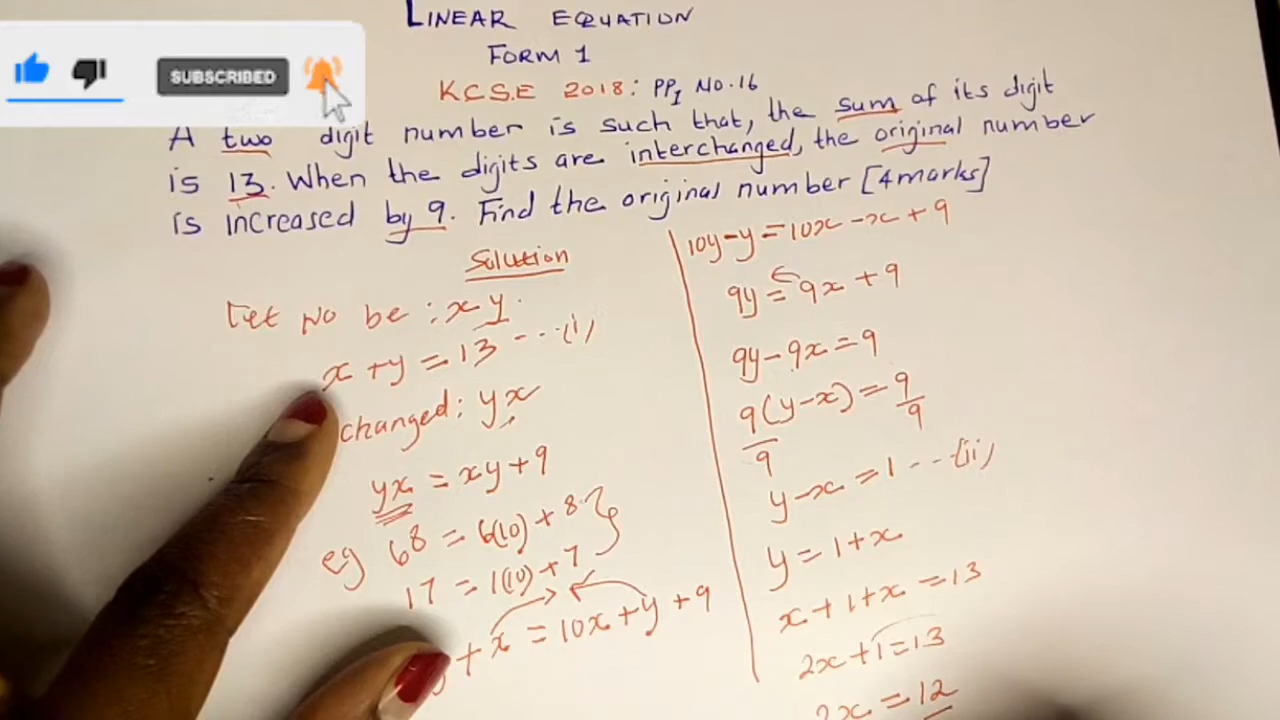 SUBSCRIBED
LINEAR EQUATION
FORM 1
K.C.S.E 2018: PP1 NO.16
A two digit number is such that, the sum of its digit
is 13. When the digits are interchanged, the original number
is increased by 9. Find the original number [4marks]
Solution
Let No be: xy.
x + y = 13 ---(i)
changed: yx
yx = xy + 9
eg 68 = 6(10) + 8
17 = 1(10) + 7
+ x = 10x + y + 9
10y - y = 10x - x + 9
9y = 9x + 9
9y - 9x = 9
9(y - x) = 9
9 9
y - x = 1 ---(ii)
y = 1 + x
x + 1 + x = 13
2x + 1 = 13
2x = 12